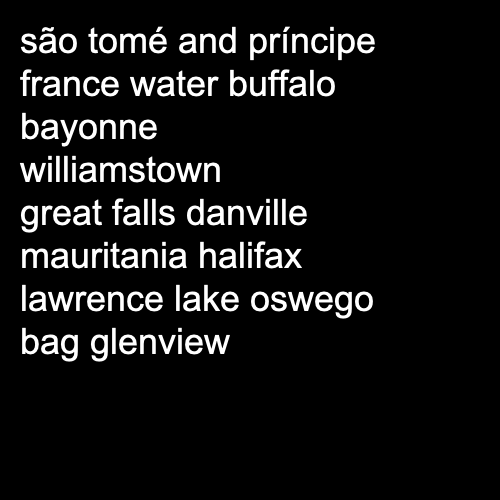 são tomé and príncipe
france water buffalo
bayonne
williamstown
great falls danville
mauritania halifax
lawrence lake oswego
bag glenview